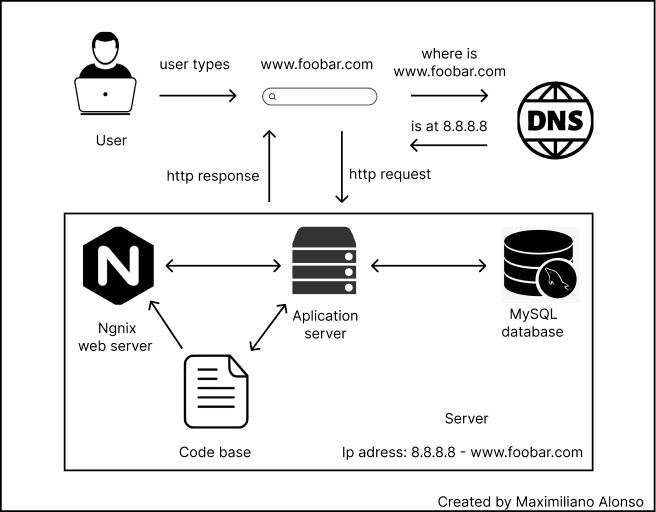 user types
www.foobar.com
where is
www.foobar.com
DNS
is at 8.8.8.8
User
http response
http request
N
Ngnix
web server
Aplication
server
MySQL
database
Code base
Server
Ip adress: 8.8.8.8 - www.foobar.com
Created by Maximiliano Alonso